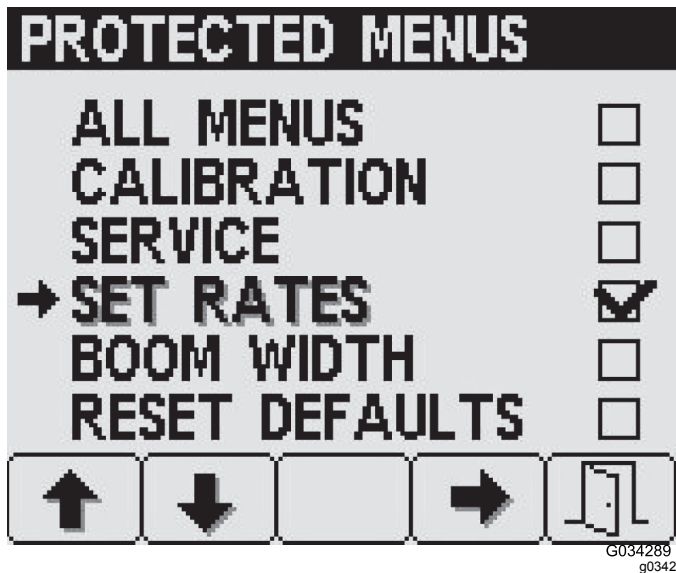 PROTECTED MENUS
ALL MENUS
CALIBRATION
SERVICE
SET RATES
BOOM WIDTH
RESET DEFAULTS
G034289
g0342